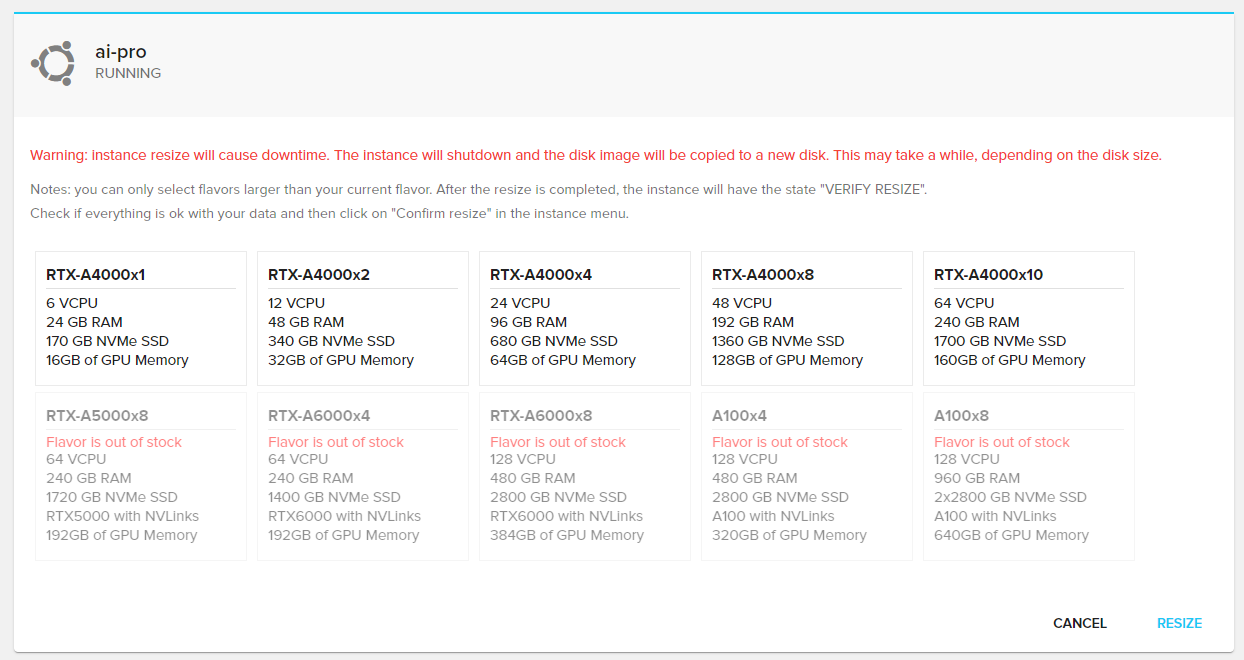 ai-pro
RUNNING
Warning: instance resize will cause downtime. The instance will shutdown and the disk image will be copied to a new disk. This may take a while, depending on the disk size.
Notes: you can only select flavors larger than your current flavor. After the resize is completed, the instance will have the state "VERIFY RESIZE".
Check if everything is ok with your data and then click on "Confirm resize" in the instance menu.
RTX-A4000x1
6 VCPU
24 GB RAM
170 GB NVMe SSD
16GB of GPU Memory
RTX-A4000x2
12 VCPU
48 GB RAM
340 GB NVMe SSD
32GB of GPU Memory
RTX-A4000x4
24 VCPU
96 GB RAM
680 GB NVMe SSD
64GB of GPU Memory
RTX-A4000x8
48 VCPU
192 GB RAM
1360 GB NVMe SSD
128GB of GPU Memory
RTX-A4000x10
64 VCPU
240 GB RAM
1700 GB NVMe SSD
160GB of GPU Memory
RTX-A5000x8
Flavor is out of stock
64 VCPU
240 GB RAM
1720 GB NVMe SSD
RTX5000 with NVLinks
192GB of GPU Memory
RTX-A6000x4
Flavor is out of stock
64 VCPU
240 GB RAM
1400 GB NVMe SSD
RTX6000 with NVLinks
192GB of GPU Memory
RTX-A6000x8
Flavor is out of stock
128 VCPU
480 GB RAM
2800 GB NVMe SSD
RTX6000 with NVLinks
384GB of GPU Memory
A100x4
Flavor is out of stock
128 VCPU
480 GB RAM
2800 GB NVMe SSD
A100 with NVLinks
320GB of GPU Memory
A100x8
Flavor is out of stock
128 VCPU
960 GB RAM
2x2800 GB NVMe SSD
A100 with NVLinks
640GB of GPU Memory
CANCEL
RESIZE